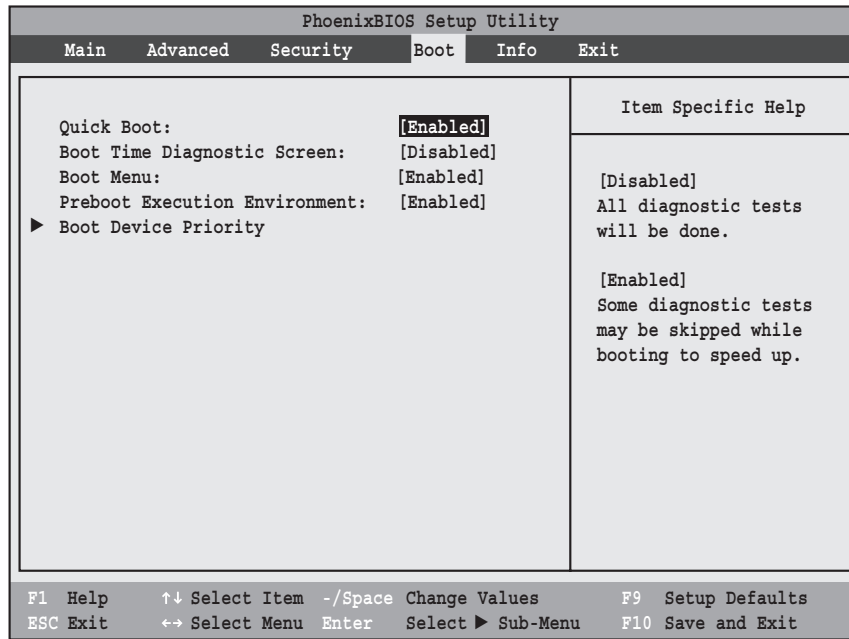 PhoenixBIOS Setup Utility
Main Advanced Security Boot Info Exit
Quick Boot: [Enabled]
Boot Time Diagnostic Screen: [Disabled]
Boot Menu: [Enabled]
Preboot Execution Environment: [Enabled]
▶ Boot Device Priority
Item Specific Help
[Disabled]
All diagnostic tests
will be done.
[Enabled]
Some diagnostic tests
may be skipped while
booting to speed up.
F1 Help ↑↓ Select Item -/Space Change Values F9 Setup Defaults
ESC Exit ←→ Select Menu Enter Select ▶ Sub-Menu F10 Save and Exit